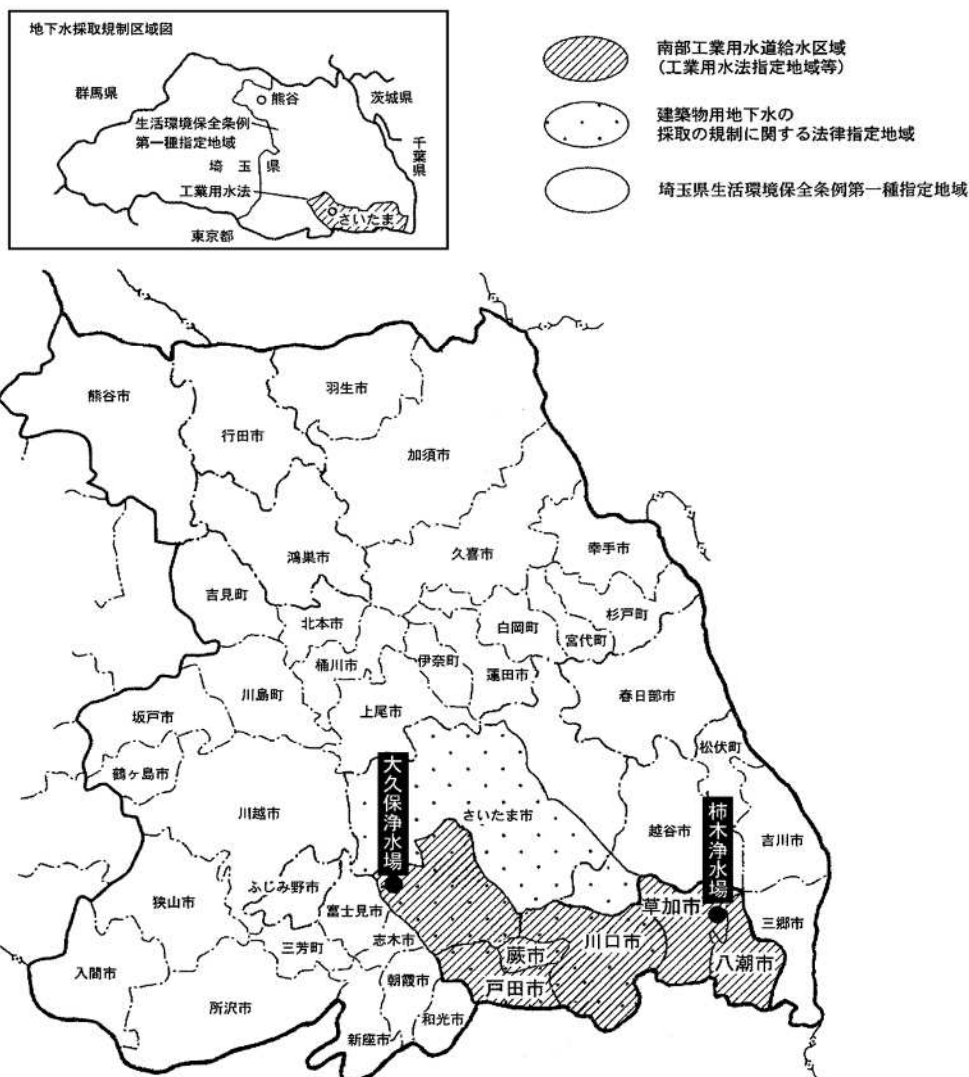 地下水採取規制区域図
群馬県
熊谷
茨城県
生活環境保全条例
第一種指定地域
千葉県
埼玉県
工業用水法
さいたま
東京都
南部工業用水道給水区域
(工業用水法指定地域等)
建築物用地下水の
採取の規制に関する法律指定地域
埼玉県生活環境保全条例第一種指定地域
熊谷市
羽生市
行田市
加須市
鴻巣市
久喜市
幸手市
吉見町
北本市
白岡町
杉戸町
宮代町
桶川市
伊奈町
蓮田市
川島町
春日部市
坂戸市
上尾市
松伏町
鶴ヶ島市
大久保浄水場
川越市
さいたま市
越谷市
柿木浄水場
吉川市
ふじみ野市
狭山市
富士見市
草加市
三郷市
三芳町
志木市
蕨市
川口市
八潮市
入間市
朝霞市
戸田市
所沢市
和光市
新座市